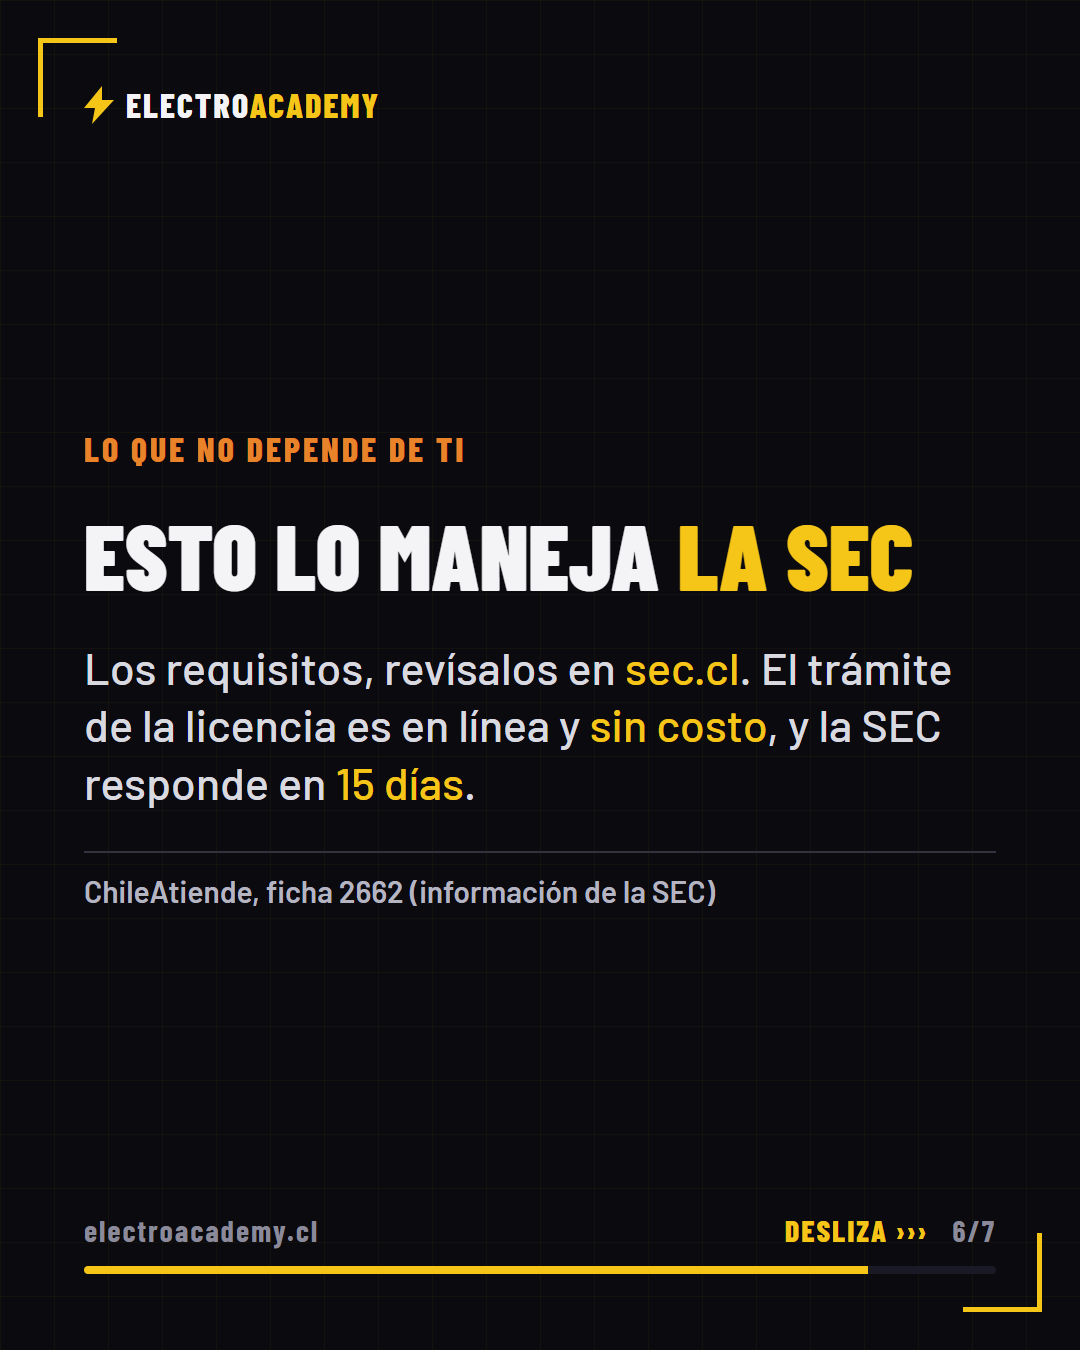 ELECTROACADEMY
LO QUE NO DEPENDE DE TI
ESTO LO MANEJA LA SEC
Los requisitos, revísalos en sec.cl. El trámite
de la licencia es en línea y sin costo, y la SEC
responde en 15 días.
ChileAtiende, ficha 2662 (información de la SEC)
electroacademy.cl
DESLIZA ››› 6/7